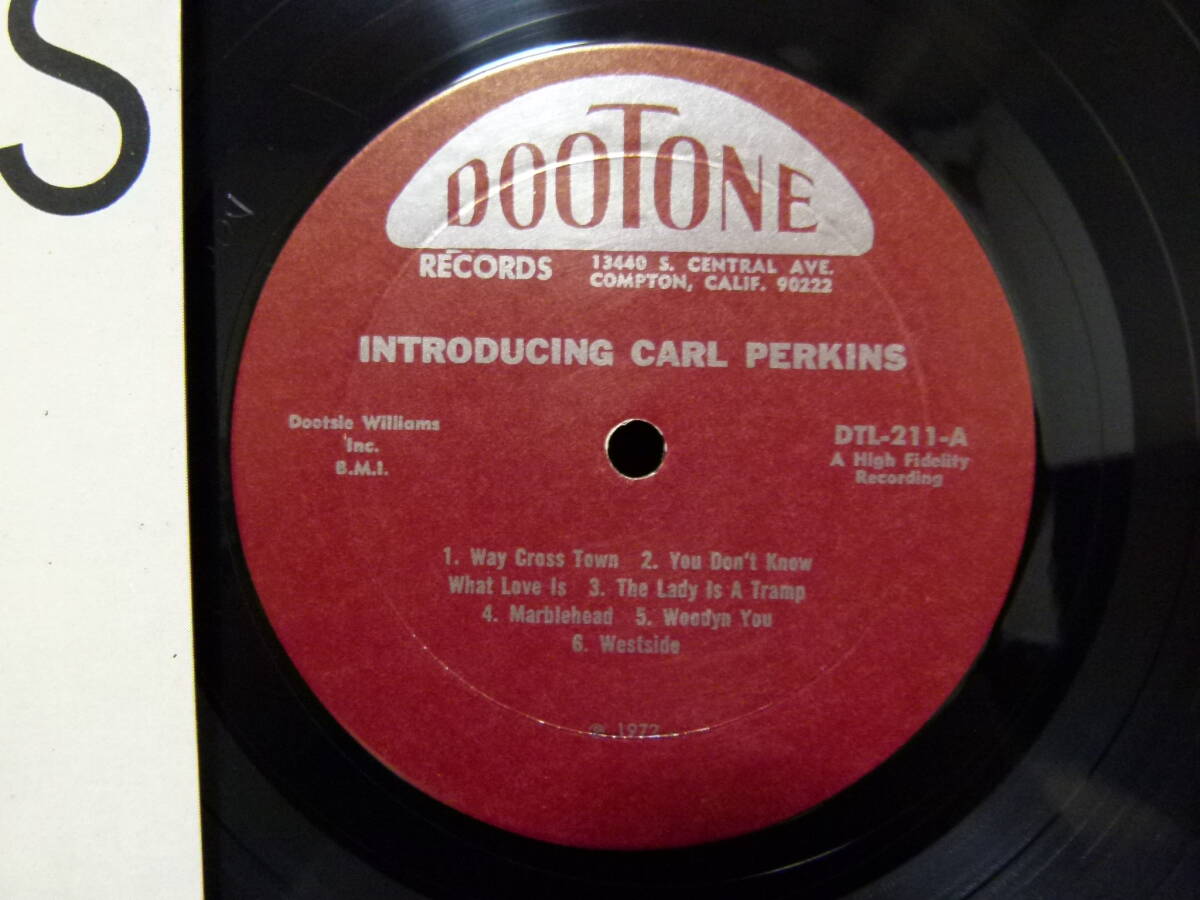 S
DOOTONE
RECORDS 13440 S. CENTRAL AVE.
COMPTON, CALIF. 90222
INTRODUCING CARL PERKINS
Dootsie Williams
Inc.
B.M.I.
DTL-211-A
A High Fidelity
Recording
1. Way Cross Town 2. You Don't Know
What Love Is 3. The Lady Is A Tramp
4. Marblehead 5. Woodyn You
6. Westside
℗ 1972